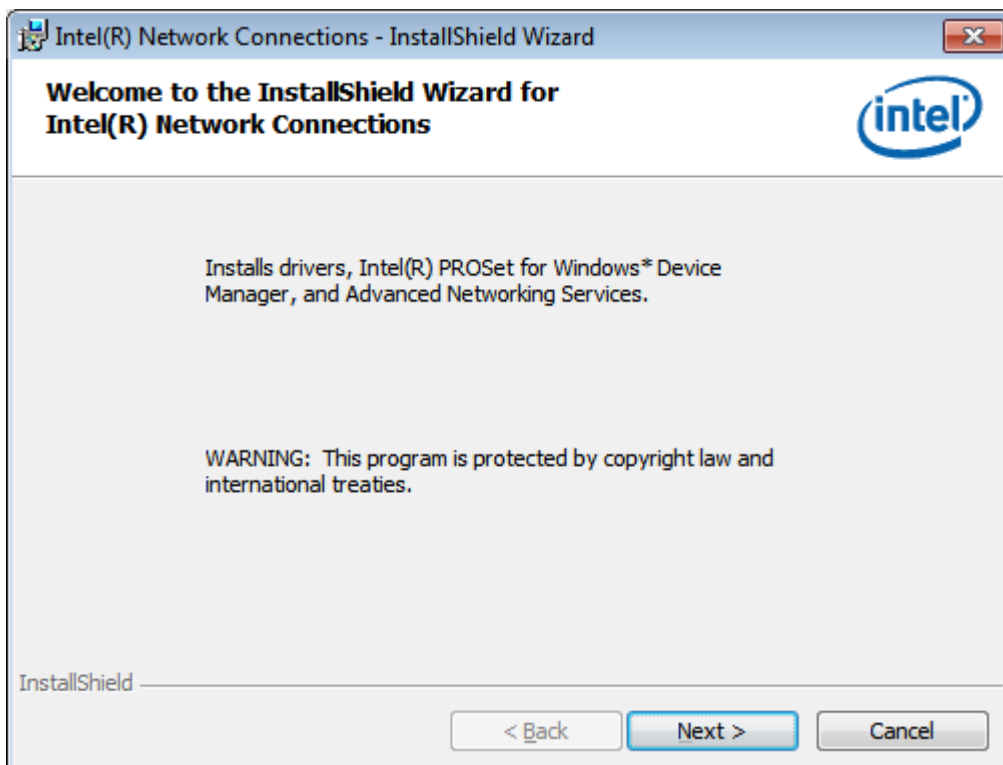 Intel(R) Network Connections - InstallShield Wizard
Welcome to the InstallShield Wizard for
Intel(R) Network Connections
intel
Installs drivers, Intel(R) PROSet for Windows* Device
Manager, and Advanced Networking Services.
WARNING:  This program is protected by copyright law and
international treaties.
InstallShield
< Back
Next >
Cancel